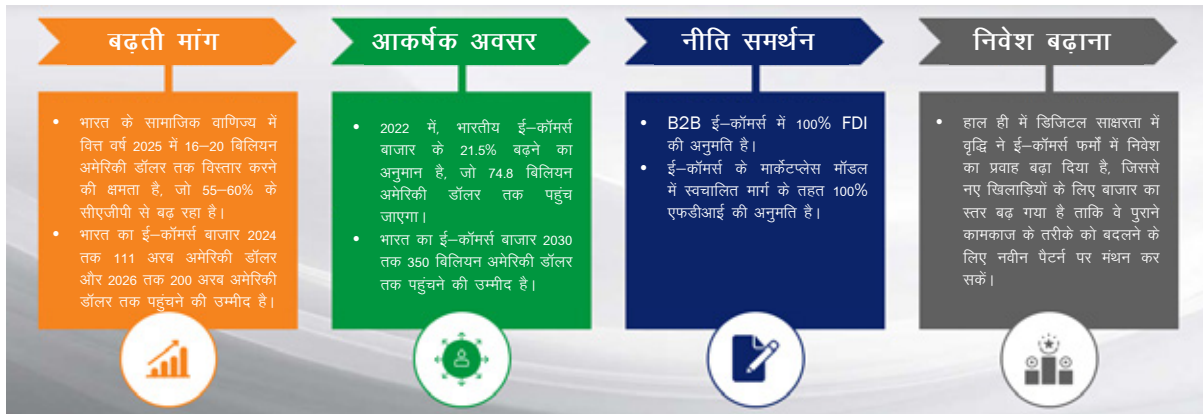 बढ़ती मांग
• भारत के सामाजिक वाणिज्य में
वित्त वर्ष 2025 में 16–20 बिलियन
अमेरिकी डॉलर तक विस्तार करने
की क्षमता है, जो 55–60% के
सीएजीपी से बढ़ रहा है।
• भारत का ई–कॉमर्स बाजार 2024
तक 111 अरब अमेरिकी डॉलर
और 2026 तक 200 अरब अमेरिकी
डॉलर तक पहुंचने की उम्मीद है।
आकर्षक अवसर
• 2022 में, भारतीय ई–कॉमर्स
बाजार के 21.5% बढ़ने का
अनुमान है, जो 74.8 बिलियन
अमेरिकी डॉलर तक पहुंच
जाएगा।
• भारत का ई–कॉमर्स बाजार 2030
तक 350 बिलियन अमेरिकी डॉलर
तक पहुंचने की उम्मीद है।
नीति समर्थन
• B2B ई–कॉमर्स में 100% FDI
की अनुमति है।
• ई–कॉमर्स के मार्केटप्लेस मॉडल
में स्वचालित मार्ग के तहत 100%
एफडीआई की अनुमति है।
निवेश बढ़ाना
• हाल ही में डिजिटल साक्षरता में
वृद्धि ने ई–कॉमर्स फर्मों में निवेश
का प्रवाह बढ़ा दिया है, जिससे
नए खिलाड़ियों के लिए बाजार का
स्तर बढ़ गया है ताकि वे पुराने
कामकाज के तरीके को बदलने के
लिए नवीन पैटर्न पर मंथन कर
सकें।